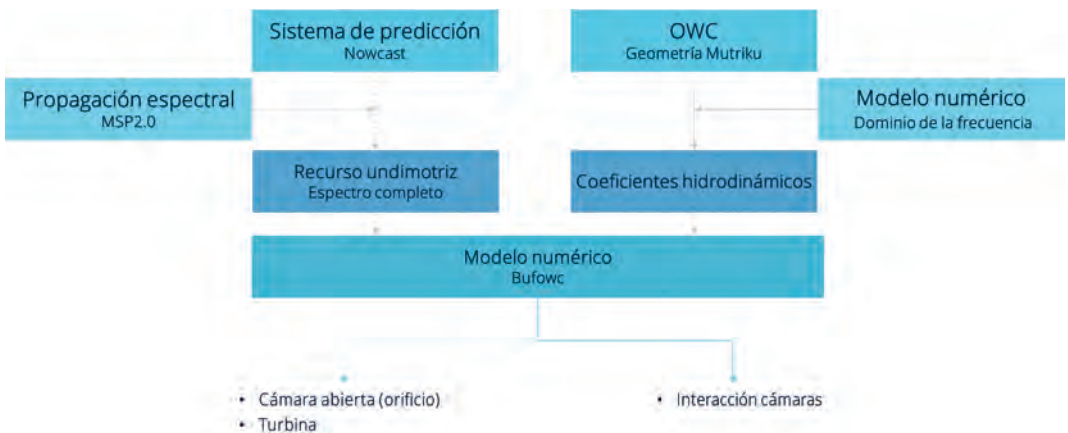 Sistema de predicción
Nowcast
OWC
Geometría Mutriku
Propagación espectral
MSP2.0
Modelo numérico
Dominio de la frecuencia
Recurso undimotriz
Espectro completo
Coeficientes hidrodinámicos
Modelo numérico
Bufowc
• Cámara abierta (orificio)
• Turbina
• Interacción cámaras